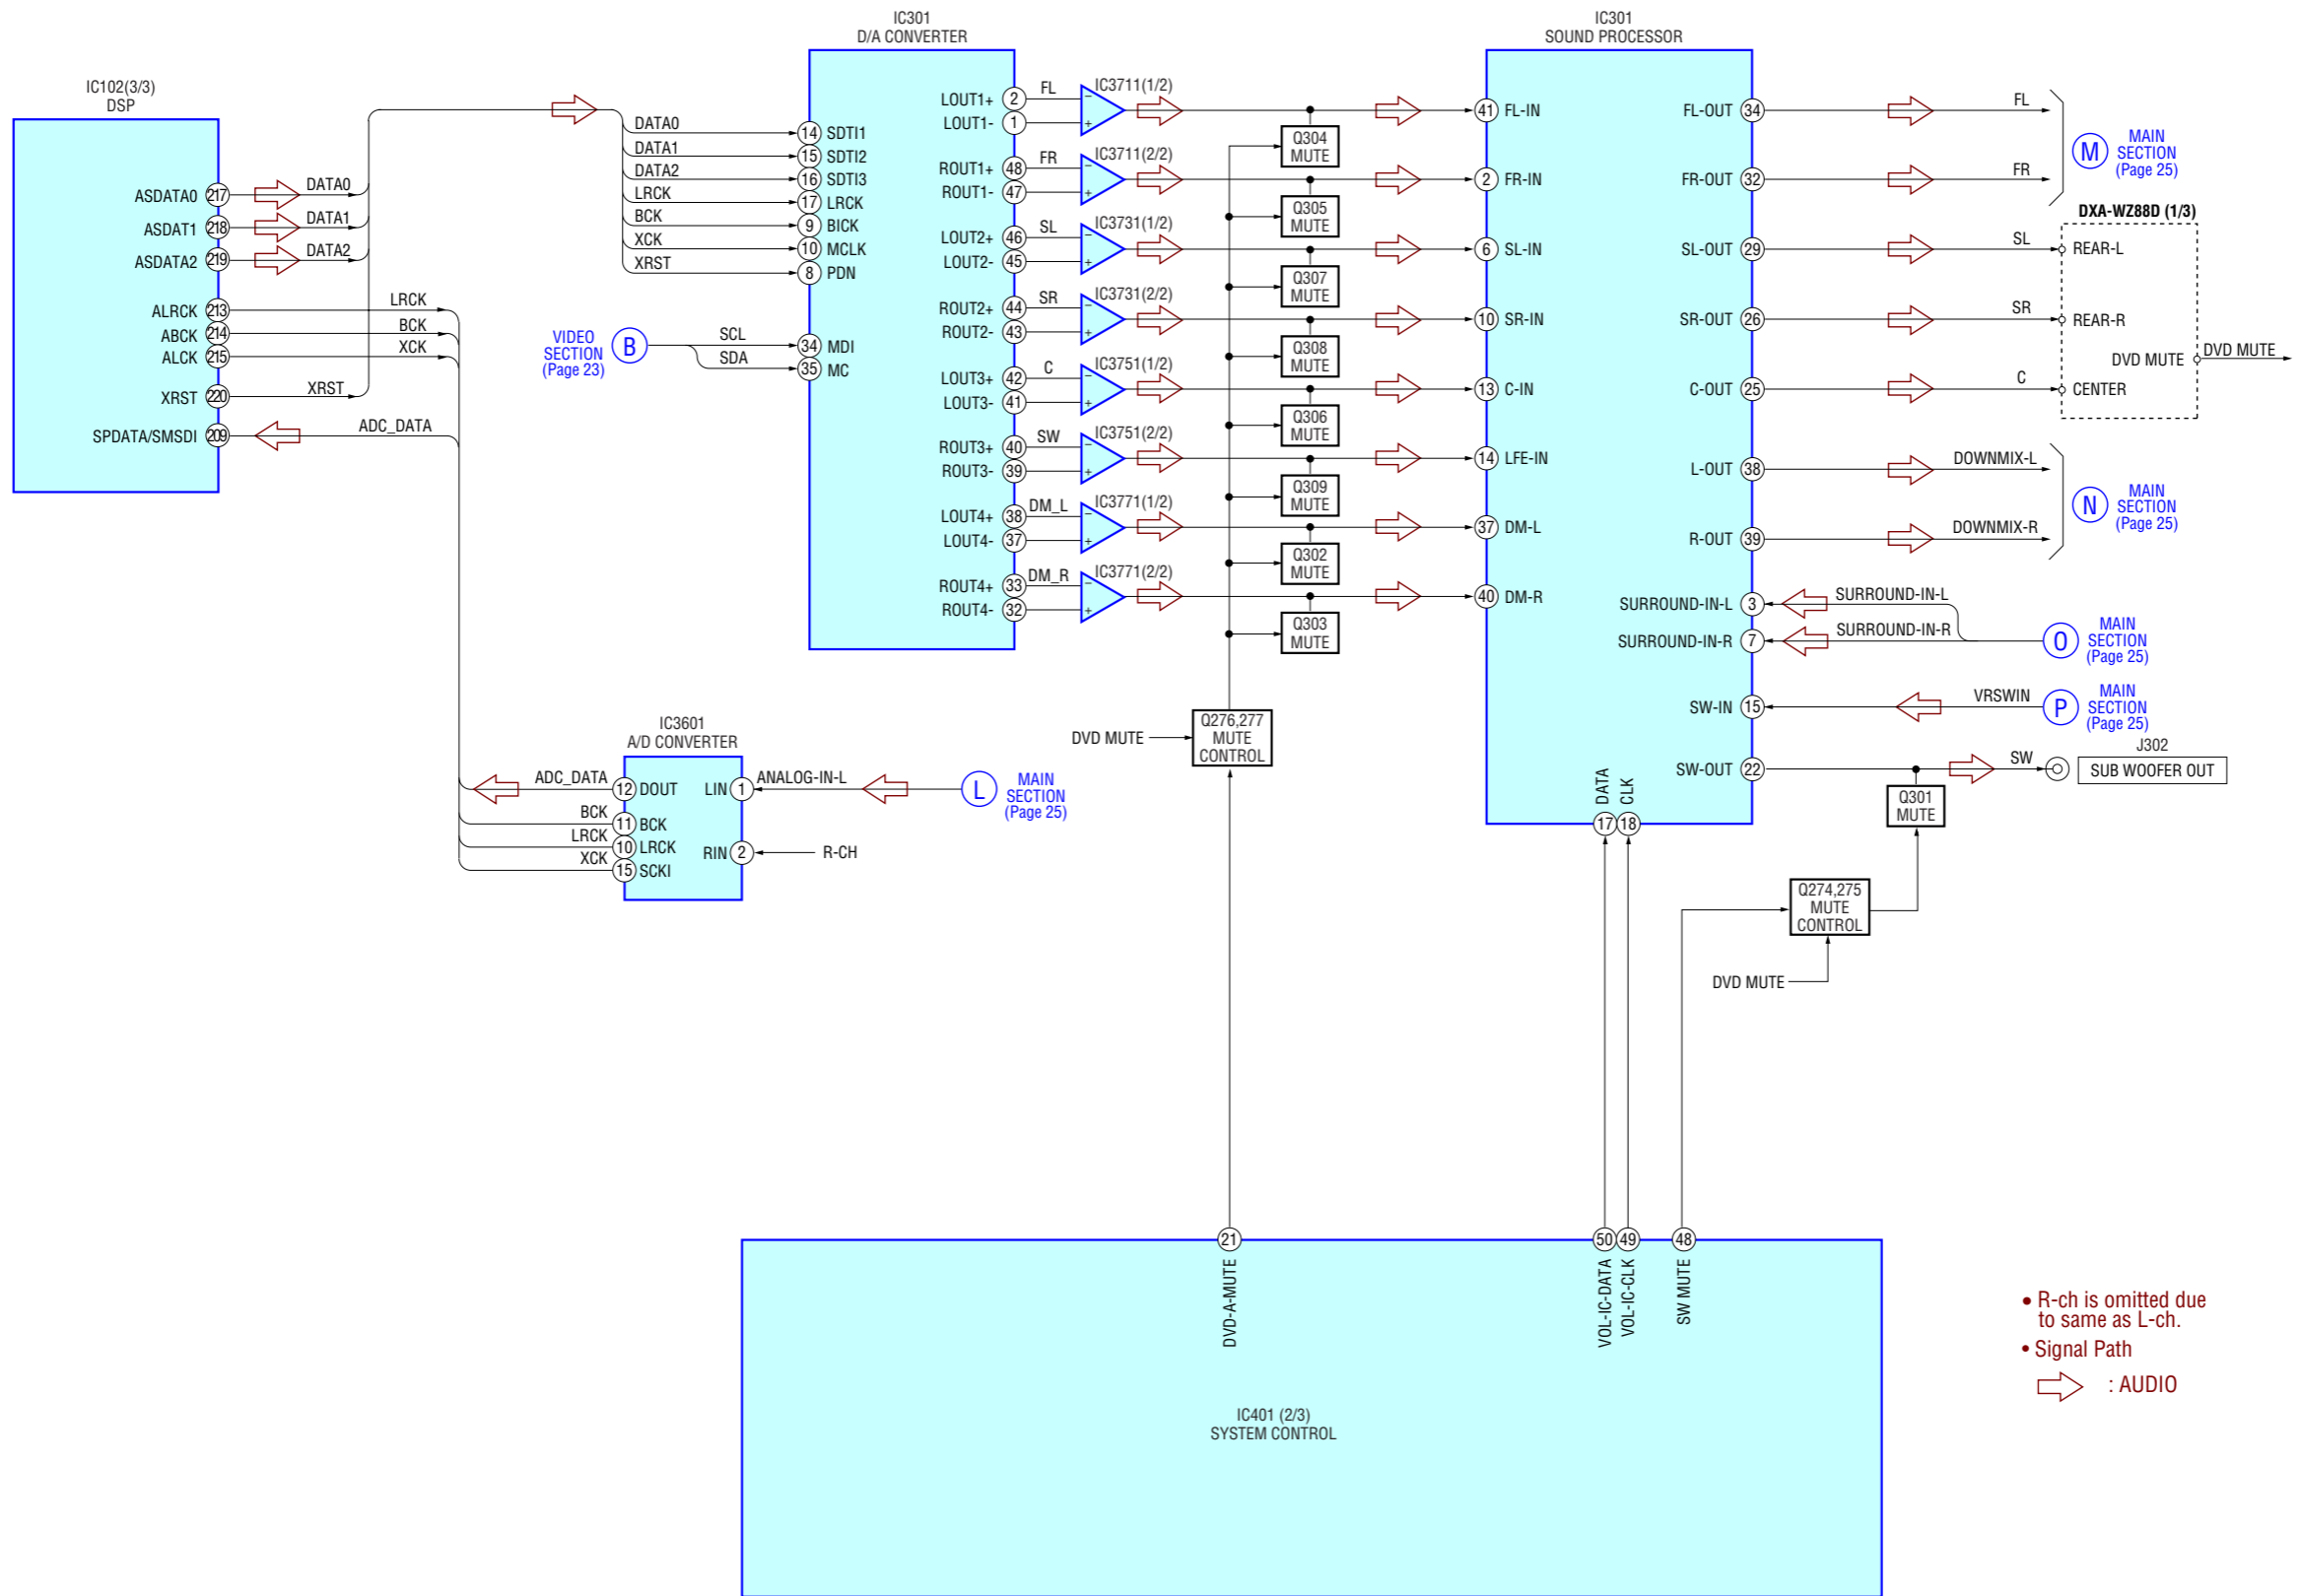 IC102(3/3)
DSP
ASDATA0
217
DATA0
ASDAT1
218
DATA1
ASDATA2
219
DATA2
ALRCK
213
LRCK
ABCK
214
BCK
ALCK
215
XCK
XRST
220
XRST
SPDATA/SMSDI
209
ADC_DATA
IC301
D/A CONVERTER
DATA0
14
SDTI1
DATA1
15
SDTI2
DATA2
16
SDTI3
LRCK
17
LRCK
BCK
9
BICK
XCK
10
MCLK
XRST
8
PDN
VIDEO
SECTION
(Page 23)
B
SCL
34
MDI
SDA
35
MC
LOUT1+
2
FL
LOUT1-
1
IC3711(1/2)
ROUT1+
48
FR
ROUT1-
47
IC3711(2/2)
LOUT2+
46
SL
LOUT2-
45
IC3731(1/2)
ROUT2+
44
SR
ROUT2-
43
IC3731(2/2)
LOUT3+
42
C
LOUT3-
41
IC3751(1/2)
ROUT3+
40
SW
ROUT3-
39
IC3751(2/2)
LOUT4+
38
DM_L
LOUT4-
37
IC3771(1/2)
ROUT4+
33
DM_R
ROUT4-
32
IC3771(2/2)
Q304
MUTE
Q305
MUTE
Q307
MUTE
Q308
MUTE
Q306
MUTE
Q309
MUTE
Q302
MUTE
Q303
MUTE
DVD MUTE
Q276,277
MUTE
CONTROL
IC3601
A/D CONVERTER
ADC_DATA
12
DOUT
BCK
11
BCK
LRCK
10
LRCK
XCK
15
SCKI
LIN
1
ANALOG-IN-L
L
MAIN
SECTION
(Page 25)
RIN
2
R-CH
IC301
SOUND PROCESSOR
41
FL-IN
2
FR-IN
6
SL-IN
10
SR-IN
13
C-IN
14
LFE-IN
37
DM-L
40
DM-R
FL-OUT
34
FL
FR-OUT
32
FR
M
MAIN
SECTION
(Page 25)
DXA-WZ88D (1/3)
SL-OUT
29
SL
REAR-L
SR-OUT
26
SR
REAR-R
DVD MUTE
DVD MUTE
C-OUT
25
C
CENTER
L-OUT
38
DOWNMIX-L
R-OUT
39
DOWNMIX-R
N
MAIN
SECTION
(Page 25)
SURROUND-IN-L
3
SURROUND-IN-L
SURROUND-IN-R
7
SURROUND-IN-R
O
MAIN
SECTION
(Page 25)
SW-IN
15
VRSWIN
P
MAIN
SECTION
(Page 25)
SW-OUT
22
SW
J302
SUB WOOFER OUT
Q301
MUTE
DATA
CLK
17
18
Q274,275
MUTE
CONTROL
DVD MUTE
21
50
49
48
DVD-A-MUTE
VOL-IC-DATA
VOL-IC-CLK
SW MUTE
IC401 (2/3)
SYSTEM CONTROL
• R-ch is omitted due
to same as L-ch.
• Signal Path
: AUDIO